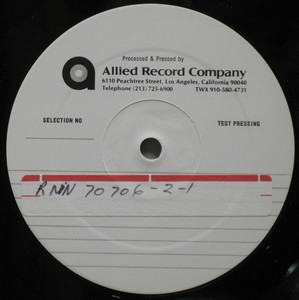 Processed & Pressed by
a Allied Record Company
6110 Peachtree Street, Los Angeles, California 90040
Telephone (213) 725-6900 TWX 910-580-4731
SELECTION NO. TEST PRESSING
RNIN 70706-2-1